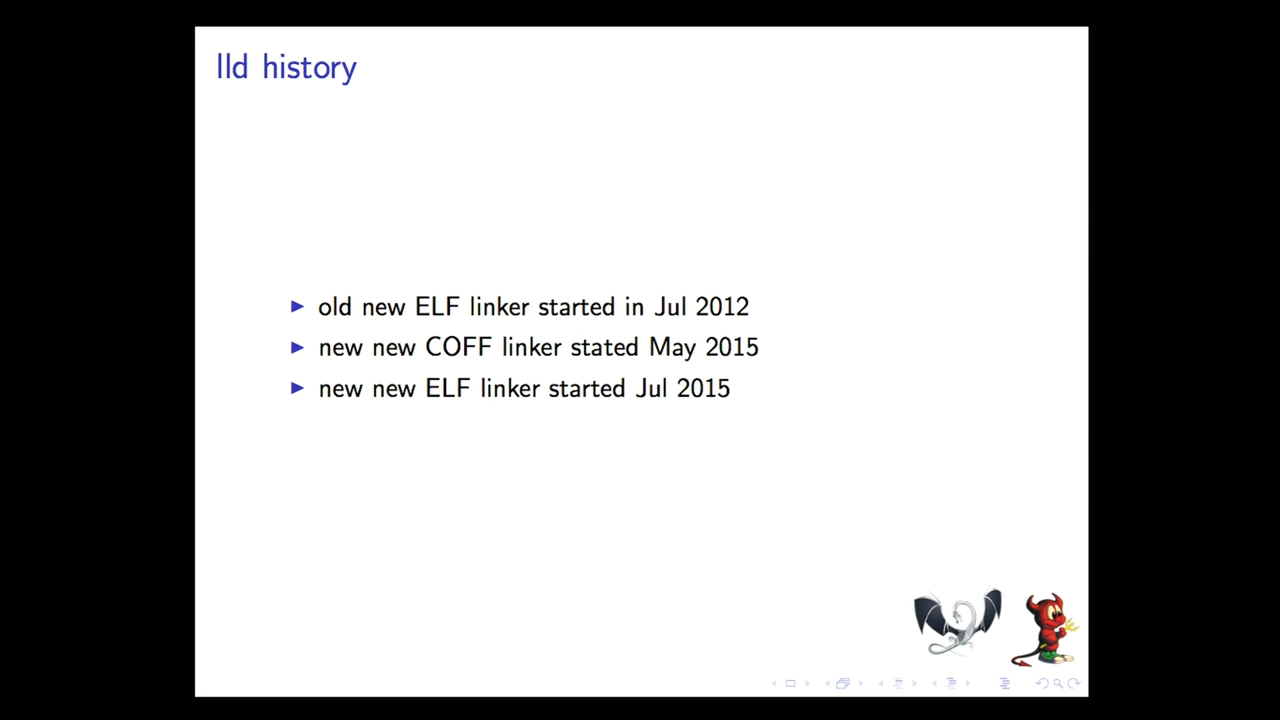 lld history
old new ELF linker started in Jul 2012
new new COFF linker stated May 2015
new new ELF linker started Jul 2015